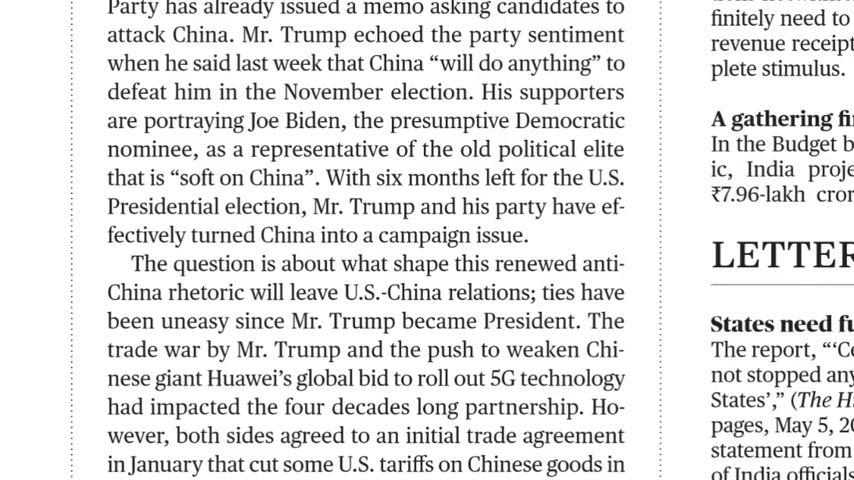 Party has already issued a memo asking candidates to
attack China. Mr. Trump echoed the party sentiment
when he said last week that China “will do anything” to
defeat him in the November election. His supporters
are portraying Joe Biden, the presumptive Democratic
nominee, as a representative of the old political elite
that is “soft on China”. With six months left for the U.S.
Presidential election, Mr. Trump and his party have ef-
fectively turned China into a campaign issue.
The question is about what shape this renewed anti-
China rhetoric will leave U.S.-China relations; ties have
been uneasy since Mr. Trump became President. The
trade war by Mr. Trump and the push to weaken Chi-
nese giant Huawei’s global bid to roll out 5G technology
had impacted the four decades long partnership. Ho-
wever, both sides agreed to an initial trade agreement
in January that cut some U.S. tariffs on Chinese goods in
finitely need to
revenue receipt
plete stimulus.
A gathering
In the Budget
ic, India
₹7.96-lakh
States need
The report,
not stopped any
States’,” (The
pages, May 5,
statement from
of India officials